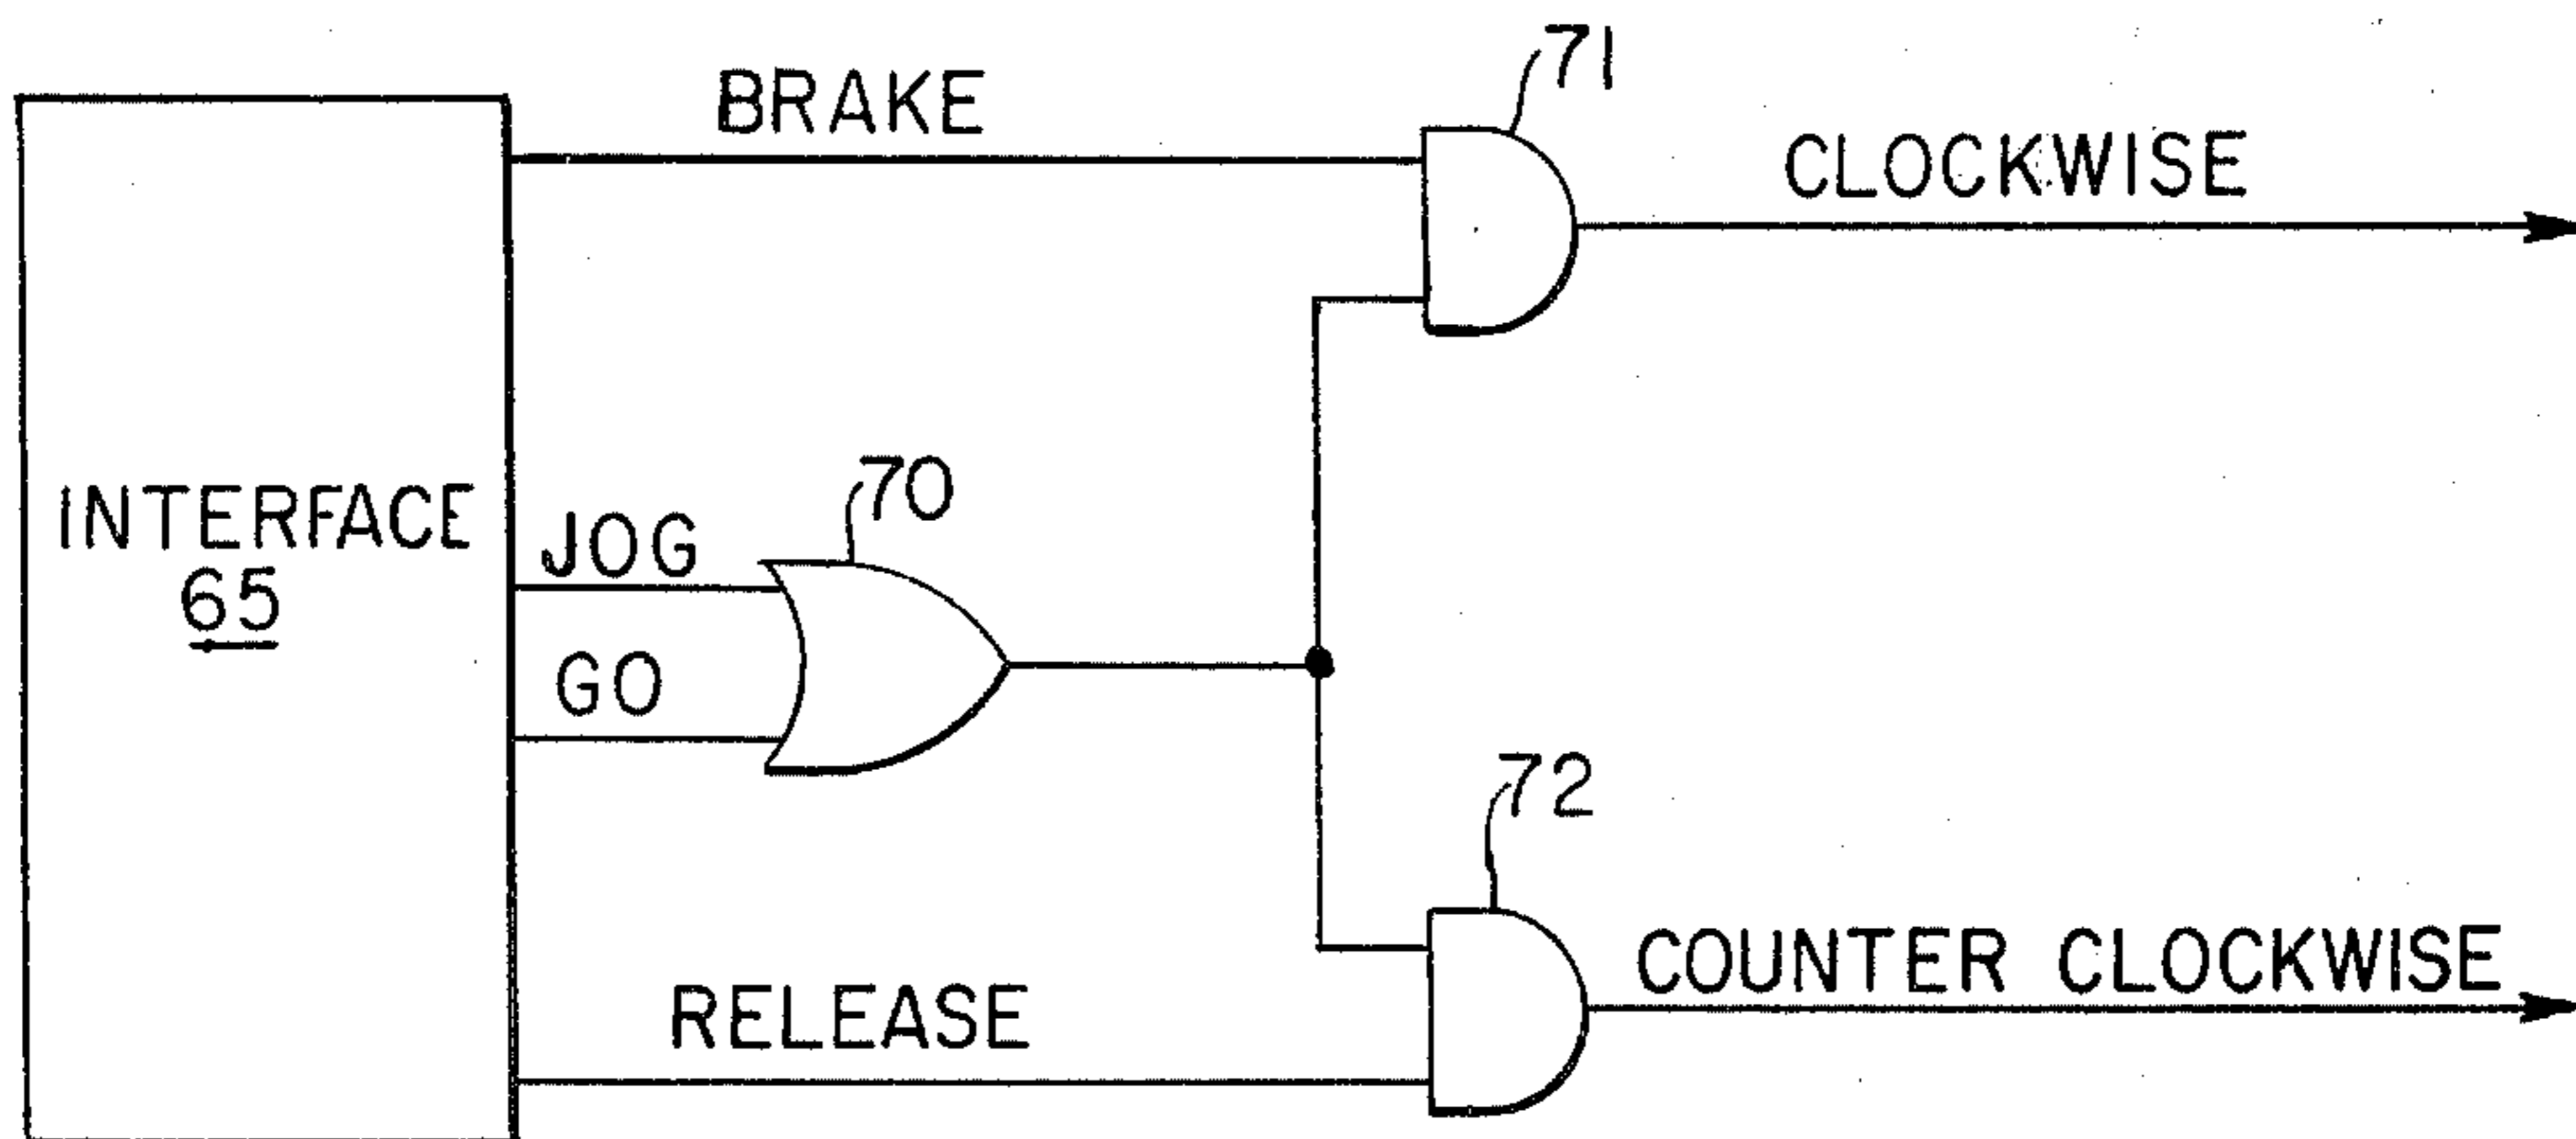 71
BRAKE
CLOCKWISE
70
INTERFACE
65
JOG
GO
72
COUNTER CLOCKWISE
RELEASE